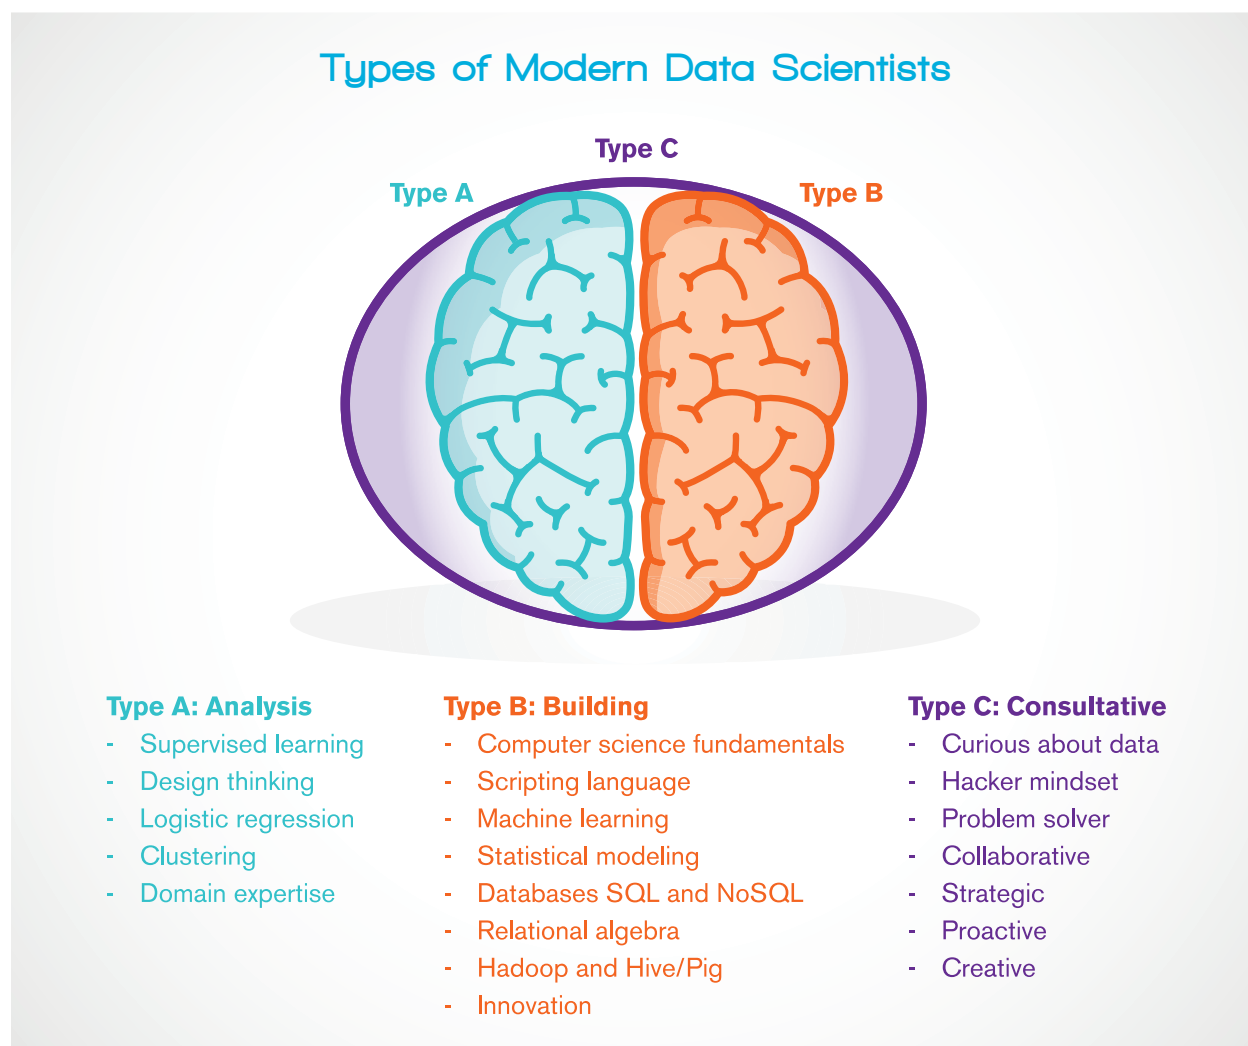 Types of Modern Data Scientists
Type C
Type A
Type B
Type A: Analysis
- Supervised learning
- Design thinking
- Logistic regression
- Clustering
- Domain expertise
Type B: Building
- Computer science fundamentals
- Scripting language
- Machine learning
- Statistical modeling
- Databases SQL and NoSQL
- Relational algebra
- Hadoop and Hive/Pig
- Innovation
Type C: Consultative
- Curious about data
- Hacker mindset
- Problem solver
- Collaborative
- Strategic
- Proactive
- Creative